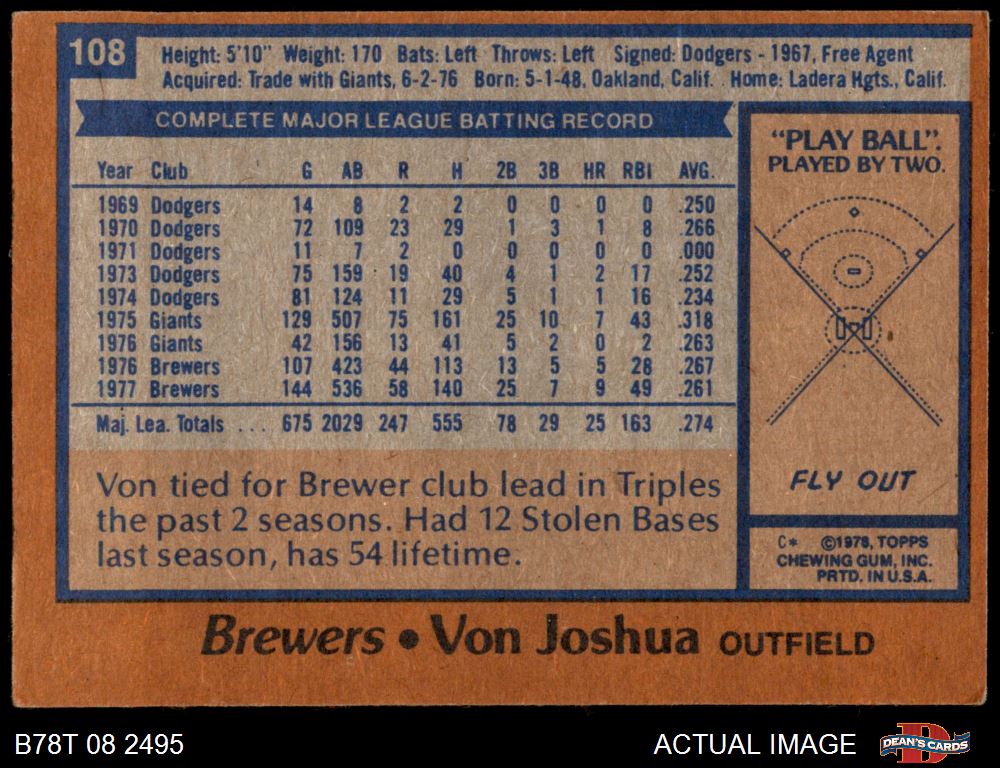 108
Height: 5'10" Weight: 170 Bats: Left Throws: Left Signed: Dodgers - 1967, Free Agent
Acquired: Trade with Giants, 6-2-76 Born: 5-1-48, Oakland, Calif. Home: Ladera Hgts., Calif.
COMPLETE MAJOR LEAGUE BATTING RECORD
Year Club G AB R H 2B 3B HR RBI AVG.
1969 Dodgers 14 8 2 2 0 0 0 0 .250
1970 Dodgers 72 109 23 29 1 3 1 8 .266
1971 Dodgers 11 7 2 0 0 0 0 0 .000
1973 Dodgers 75 159 19 40 4 1 2 17 .252
1974 Dodgers 81 124 11 29 5 1 1 16 .234
1975 Giants 129 507 75 161 25 10 7 43 .318
1976 Giants 42 156 13 41 5 2 0 2 .263
1976 Brewers 107 423 44 113 13 5 5 28 .267
1977 Brewers 144 536 58 140 25 7 9 49 .261
Maj. Lea. Totals ... 675 2029 247 555 78 29 25 163 .274
Von tied for Brewer club lead in Triples
the past 2 seasons. Had 12 Stolen Bases
last season, has 54 lifetime.
"PLAY BALL".
PLAYED BY TWO.
FLY OUT
C* ©1978, TOPPS
CHEWING GUM, INC.
PRTD. IN U.S.A.
Brewers • Von Joshua OUTFIELD
B78T 08 2495
ACTUAL IMAGE
DEAN'S CARDS